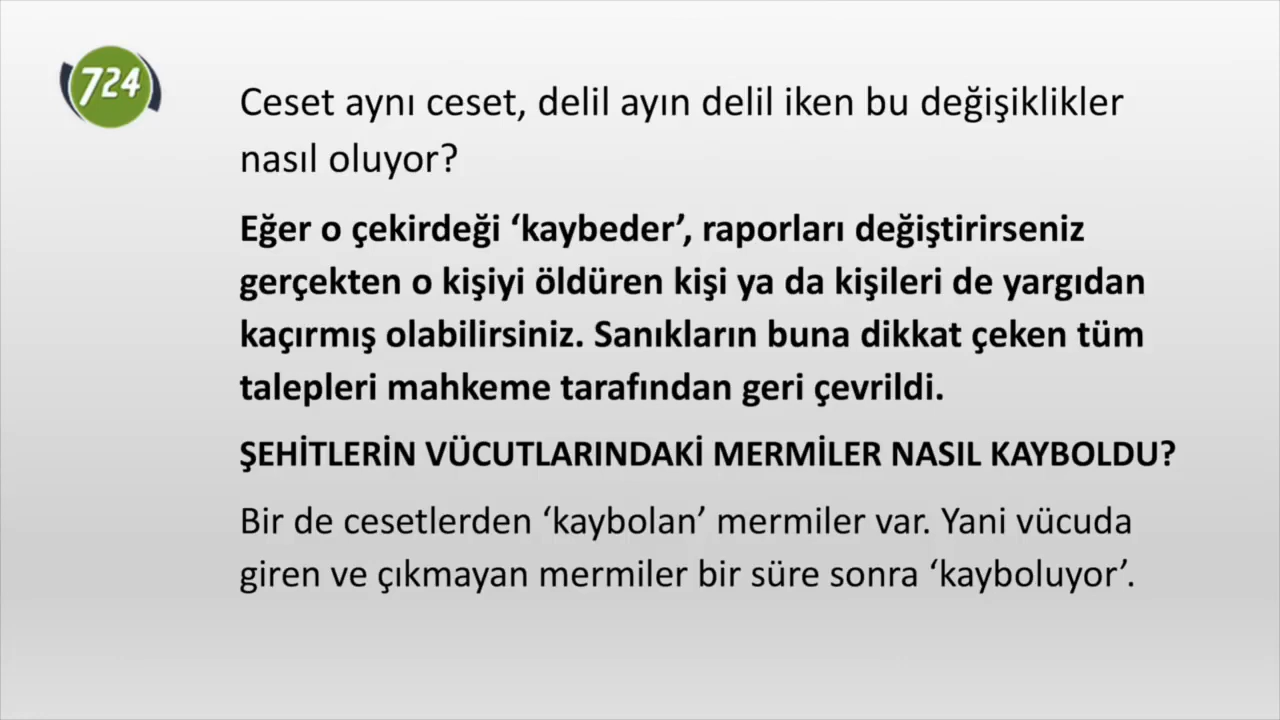 724
Ceset aynı ceset, delil ayın delil iken bu değişiklikler
nasıl oluyor?
Eğer o çekirdeği ‘kaybeder’, raporları değiştirirseniz
gerçekten o kişiyi öldüren kişi ya da kişileri de yargıdan
kaçırmış olabilirsiniz. Sanıkların buna dikkat çeken tüm
talepleri mahkeme tarafından geri çevrildi.
ŞEHİTLERİN VÜCUTLARINDAKİ MERMİLER NASIL KAYBOLDU?
Bir de cesetlerden ‘kaybolan’ mermiler var. Yani vücuda
giren ve çıkmayan mermiler bir süre sonra ‘kayboluyor’.